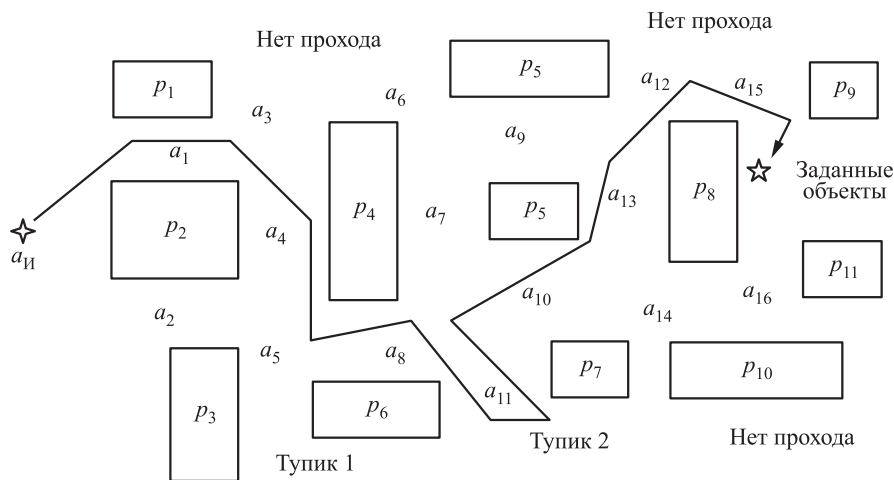 Нет прохода
Нет прохода
p₁
p₅
a₁₂
a₁₅
p₉
a₃
a₆
a₉
a₁
Заданные
объекты
p₂
a₄
p₄
a₇
p₅
a₁₃
p₈
aИ
p₁₁
a₂
a₁₀
a₁₄
a₁₆
a₅
a₈
p₇
p₁₀
p₃
p₆
a₁₁
Тупик 1
Тупик 2
Нет прохода